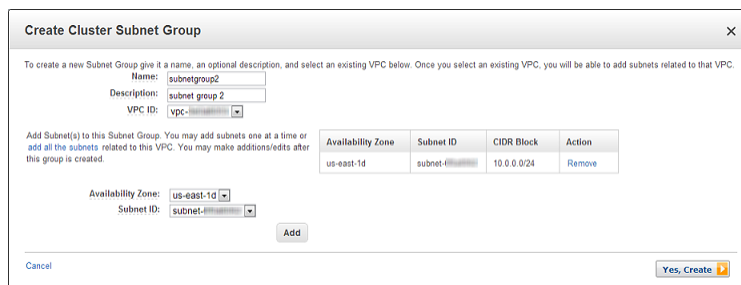 Create Cluster Subnet Group
To create a new Subnet Group give it a name, an optional description, and select an existing VPC below. Once you select an existing VPC, you will be able to add subnets related to that VPC.
Name: subnetgroup2
Description: subnet group 2
VPC ID: vpc-
Add Subnet(s) to this Subnet Group. You may add subnets one at a time or
add all the subnets related to this VPC. You may make additions/edits after
this group is created.
Availability Zone Subnet ID CIDR Block Action
us-east-1d subnet- 10.0.0.0/24 Remove
Availability Zone: us-east-1d
Subnet ID: subnet-
Add
Cancel
Yes, Create